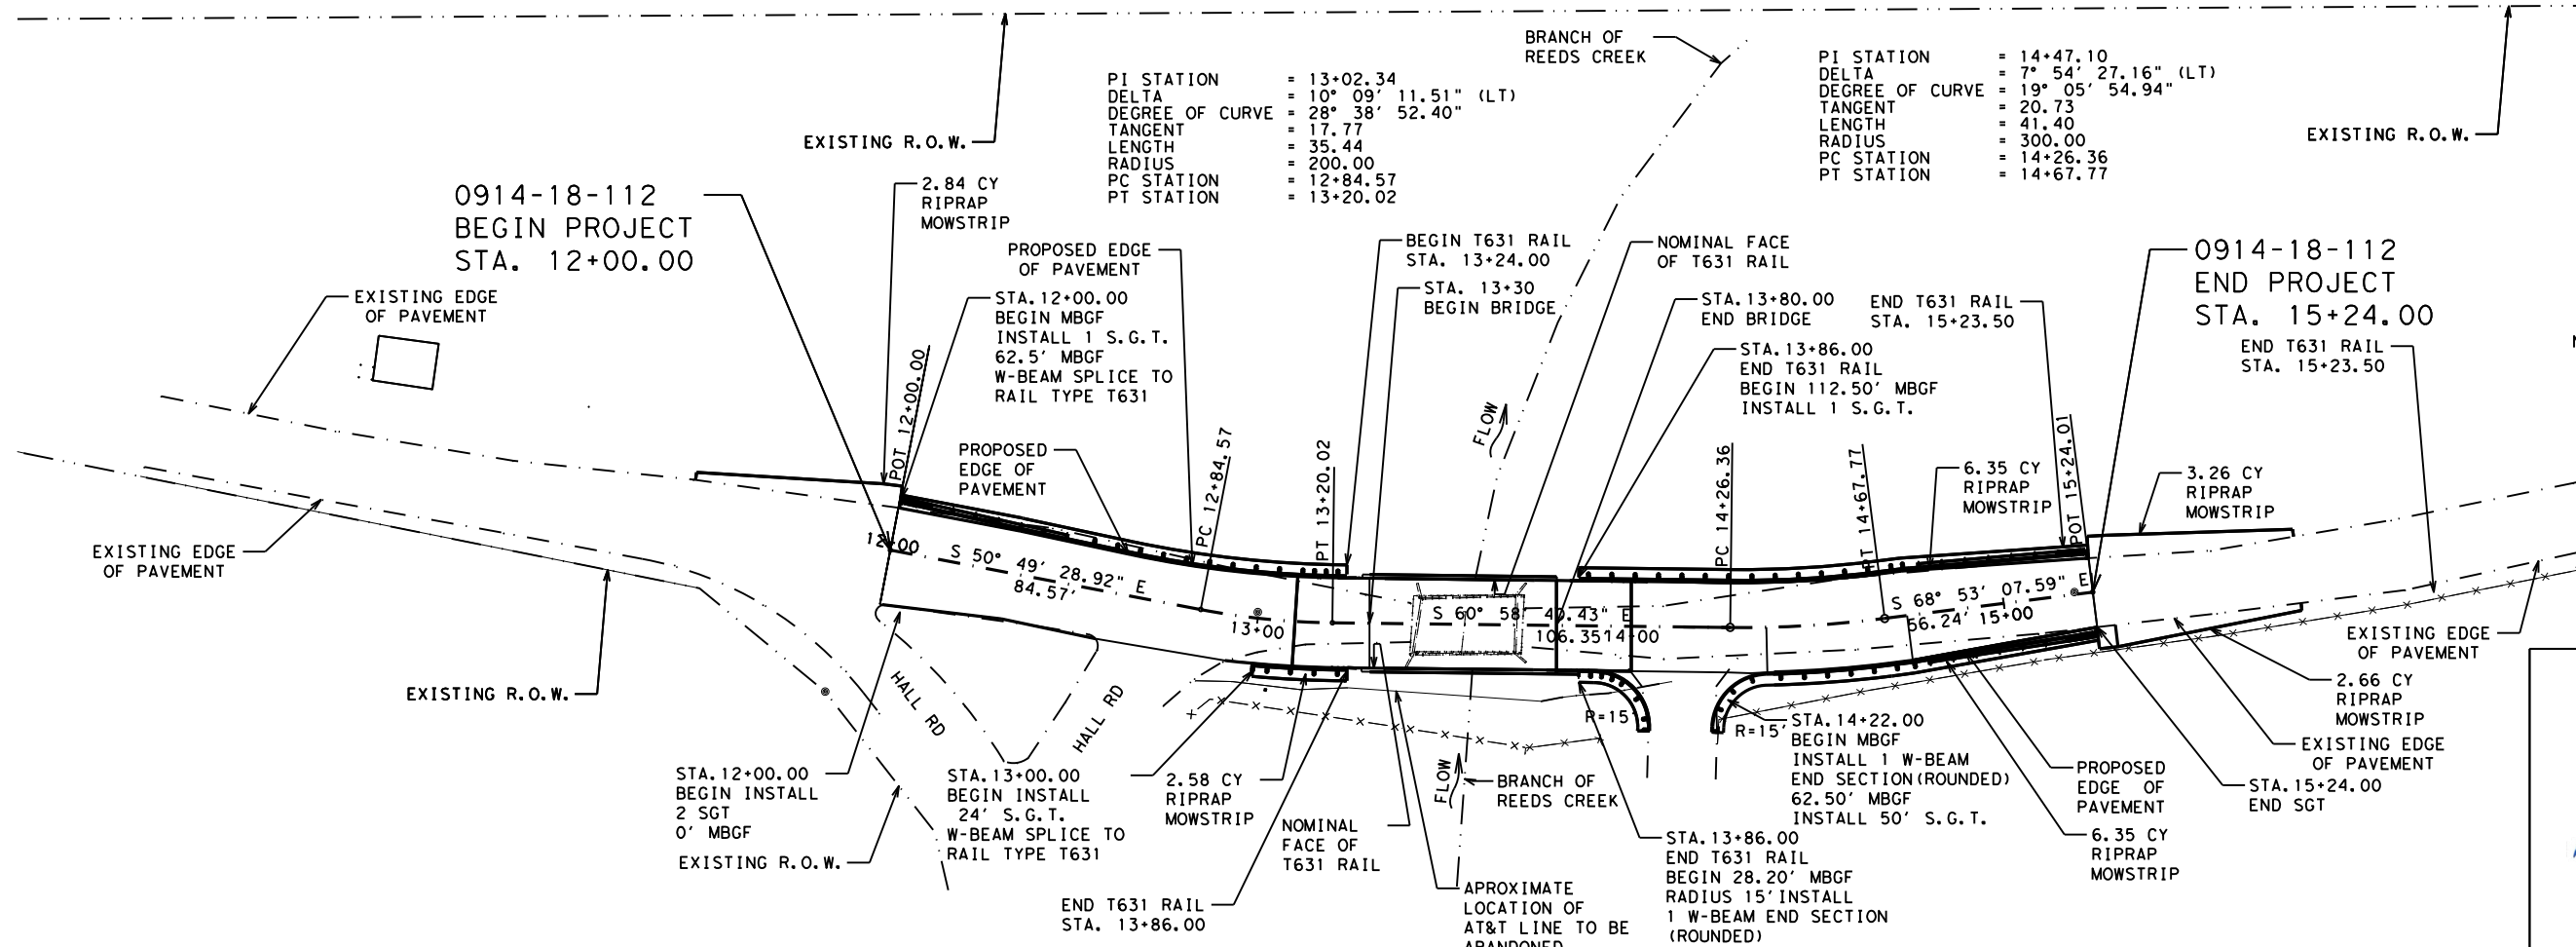 BRANCH OF
REEDS CREEK
PI STATION = 13+02.34
DELTA = 10° 09' 11.51" (LT)
DEGREE OF CURVE = 28° 38' 52.40"
TANGENT = 17.77
LENGTH = 35.44
RADIUS = 200.00
PC STATION = 12+84.57
PT STATION = 13+20.02
PI STATION = 14+47.10
DELTA = 7° 54' 27.16" (LT)
DEGREE OF CURVE = 19° 05' 54.94"
TANGENT = 20.73
LENGTH = 41.40
RADIUS = 300.00
PC STATION = 14+26.36
PT STATION = 14+67.77
EXISTING R.O.W.
EXISTING R.O.W.
0914-18-112
BEGIN PROJECT
STA. 12+00.00
2.84 CY
RIPRAP
MOWSTRIP
PROPOSED EDGE
OF PAVEMENT
BEGIN T631 RAIL
STA. 13+24.00
NOMINAL FACE
OF T631 RAIL
0914-18-112
END PROJECT
STA. 15+24.00
EXISTING EDGE
OF PAVEMENT
STA.12+00.00
BEGIN MBGF
INSTALL 1 S.G.T.
62.5' MBGF
W-BEAM SPLICE TO
RAIL TYPE T631
STA. 13+30
BEGIN BRIDGE
STA.13+80.00
END BRIDGE
END T631 RAIL
STA. 15+23.50
STA.13+86.00
END T631 RAIL
BEGIN 112.50' MBGF
INSTALL 1 S.G.T.
END T631 RAIL
STA. 15+23.50
POT 12+00.00
PROPOSED
EDGE OF
PAVEMENT
PC 12+84.57
PT 13+20.02
FLOW
PC 14+26.36
PT 14+67.77
6.35 CY
RIPRAP
MOWSTRIP
POT 15+24.01
3.26 CY
RIPRAP
MOWSTRIP
EXISTING EDGE
OF PAVEMENT
12+00
S 50° 49' 28.92" E
84.57'
13+00
S 60° 58' 40.43" E
106.35
14+00
S 68° 53' 07.59" E
56.24' 15+00
EXISTING EDGE
OF PAVEMENT
EXISTING R.O.W.
HALL RD
HALL RD
R=15'
R=15'
2.66 CY
RIPRAP
MOWSTRIP
STA.14+22.00
BEGIN MBGF
INSTALL 1 W-BEAM
END SECTION(ROUNDED)
62.50' MBGF
INSTALL 50' S.G.T.
EXISTING EDGE
OF PAVEMENT
STA.12+00.00
BEGIN INSTALL
2 SGT
0' MBGF
STA.13+00.00
BEGIN INSTALL
24' S.G.T.
W-BEAM SPLICE TO
RAIL TYPE T631
2.58 CY
RIPRAP
MOWSTRIP
FLOW
BRANCH OF
REEDS CREEK
PROPOSED
EDGE OF
PAVEMENT
STA.15+24.00
END SGT
EXISTING R.O.W.
NOMINAL
FACE OF
T631 RAIL
STA.13+86.00
END T631 RAIL
BEGIN 28.20' MBGF
RADIUS 15'INSTALL
1 W-BEAM END SECTION
(ROUNDED)
6.35 CY
RIPRAP
MOWSTRIP
END T631 RAIL
STA. 13+86.00
APROXIMATE
LOCATION OF
AT&T LINE TO BE
ABANDONED